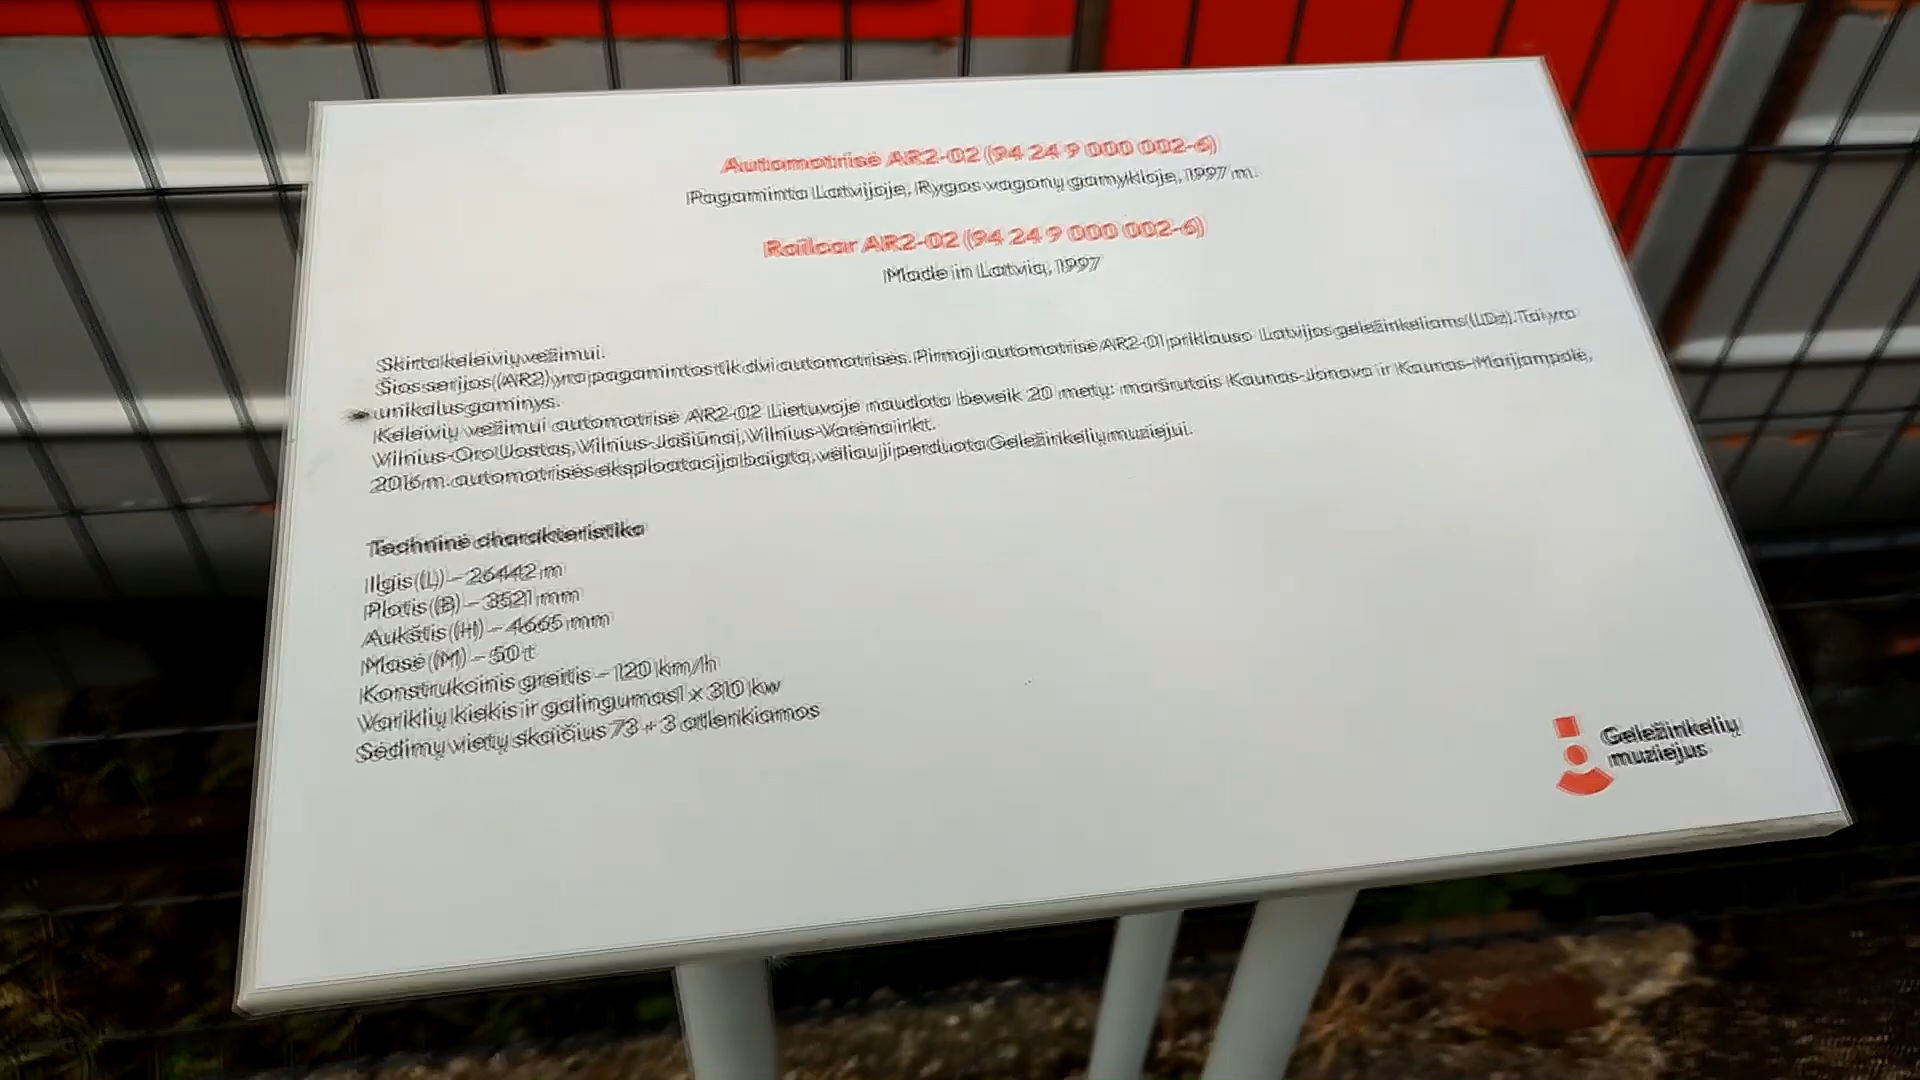 Automotrisė AR2-02 (94 24 9 000 002-6)
Pagaminta Latvijoje, Rygos vagonų gamykloje, 1997 m.
Railcar AR2-02 (94 24 9 000 002-6)
Made in Latvia, 1997
Skirta keleivių vežimui.
Šios serijos (AR2) yra pagamintos tik dvi automotrisės. Pirmoji automotrisė AR2-01 priklauso Latvijos geležinkeliams (LDz). Tai yra
unikalus gaminys.
Keleivių vežimui automotrisė AR2-02 Lietuvoje naudota beveik 20 metų: maršrutais Kaunas-Jonava ir Kaunas-Marijampolė,
Vilnius-Oro Uostas, Vilnius-Jašiūnai, Vilnius-Varėna ir kt.
2016 m. automotrisės eksploatacija baigta, vėliau ji perduota Geležinkelių muziejui.
Techninė charakteristika
Ilgis (L) – 26442 m
Plotis (B) – 3521 mm
Aukštis (H) – 4665 mm
Masė (M) – 50 t
Konstrukcinis greitis – 120 km/h
Variklių kiekis ir galingumas 1 x 310 kw
Sėdimų vietų skaičius 73 + 3 atlenkiamos
Geležinkelių
muziejus